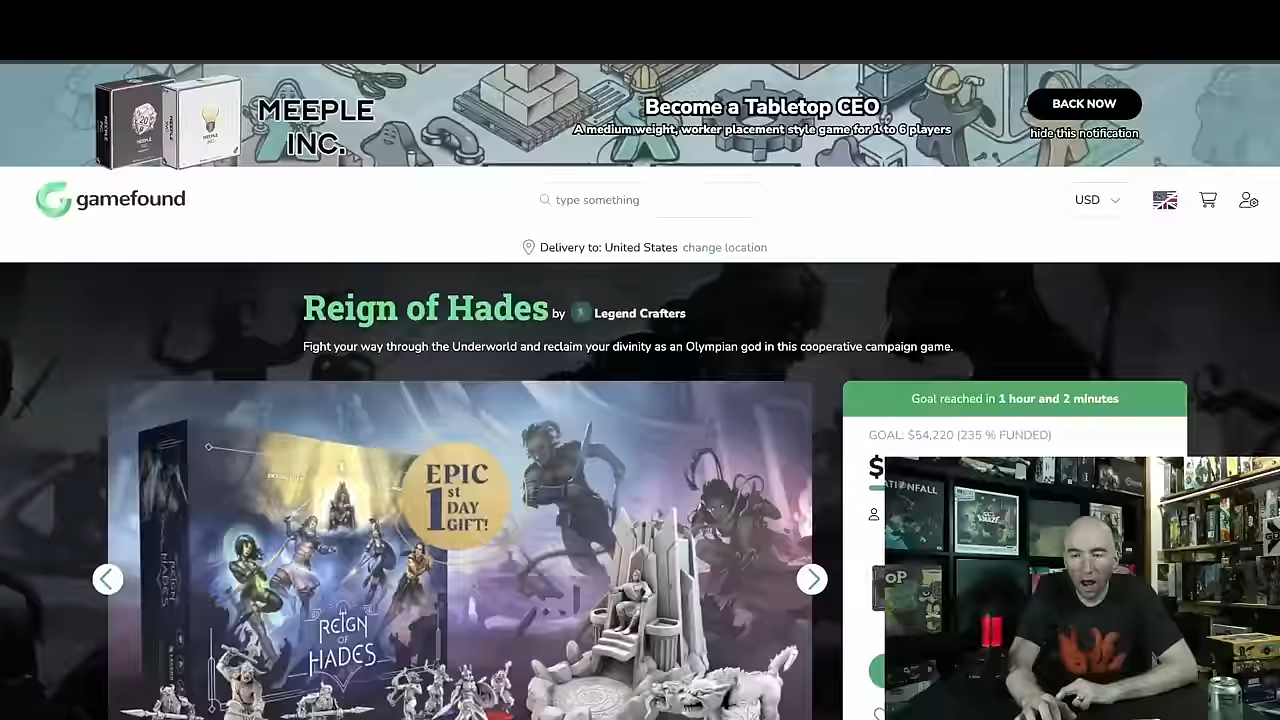 MEEPLE
INC.
Become a Tabletop CEO
A medium weight, worker placement style game for 1 to 6 players
BACK NOW
hide this notification
gamefound
type something
USD
Delivery to: United States change location
Reign of Hades by Legend Crafters
Fight your way through the Underworld and reclaim your divinity as an Olympian god in this cooperative campaign game.
Goal reached in 1 hour and 2 minutes
GOAL: $54,220 (235 % FUNDED)
$
EPIC
1st
DAY
GIFT!
REIGN
OF
HADES
REIGN OF HADES